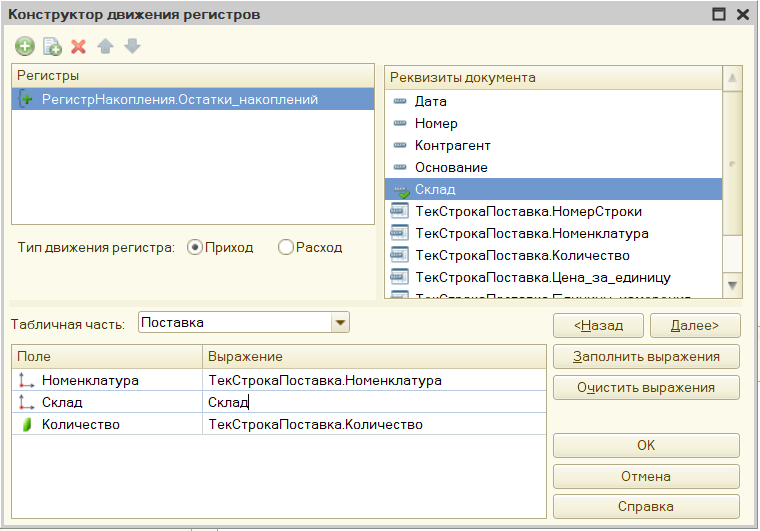 Конструктор движения регистров
Регистры
РегистрНакопления.Остатки_накоплений
Реквизиты документа
Дата
Номер
Контрагент
Основание
Склад
ТекСтрокаПоставка.НомерСтроки
ТекСтрокаПоставка.Номенклатура
ТекСтрокаПоставка.Количество
ТекСтрокаПоставка.Цена_за_единицу
Тип движения регистра: Приход Расход
Табличная часть: Поставка
<Назад Далее>
Заполнить выражения
Очистить выражения
Поле Выражение
Номенклатура ТекСтрокаПоставка.Номенклатура
Склад Склад
Количество ТекСтрокаПоставка.Количество
OK
Отмена
Справка